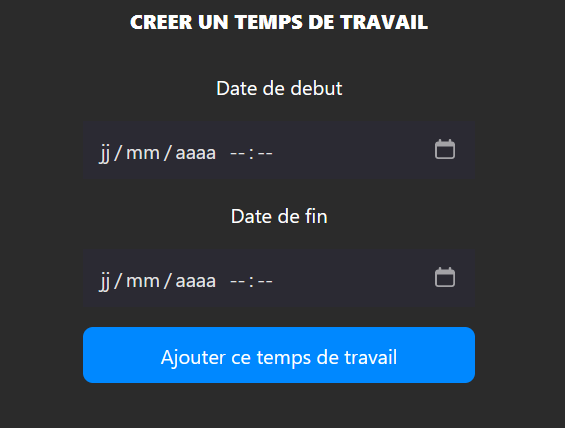 CREER UN TEMPS DE TRAVAIL
Date de debut
jj/mm/aaaa --:--
Date de fin
jj/mm/aaaa --:--
Ajouter ce temps de travail